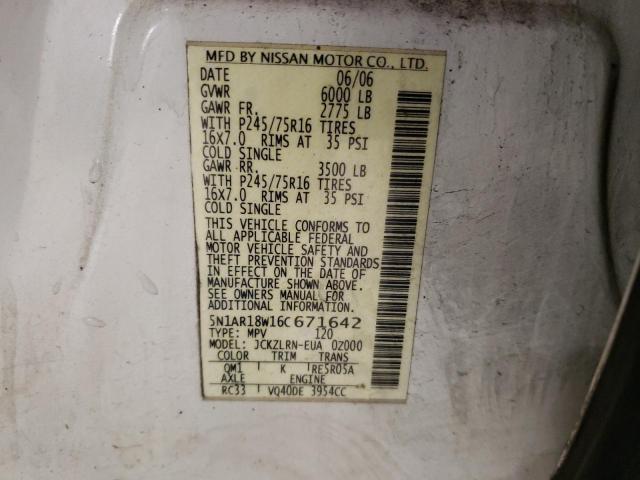 MFD BY NISSAN MOTOR CO., LTD.
DATE 06/06
GVWR 6000 LB
GAWR FR. 2775 LB
WITH P245/75R16 TIRES
16X7.0 RIMS AT 35 PSI
COLD SINGLE
GAWR RR. 3500 LB
WITH P245/75R16 TIRES
16X7.0 RIMS AT 35 PSI
COLD SINGLE
THIS VEHICLE CONFORMS TO
ALL APPLICABLE FEDERAL
MOTOR VEHICLE SAFETY AND
THEFT PREVENTION STANDARDS
IN EFFECT ON THE DATE OF
MANUFACTURE SHOWN ABOVE.
SEE OWNERS MANUAL FOR
ADDITIONAL INFORMATION
5N1AR18W16C671642
TYPE: MPV 120
MODEL: JCKZLRN-EUA 0Z000
COLOR TRIM TRANS
QM1 K RE5R05A
AXLE ENGINE
RC33 VQ40DE 3954CC